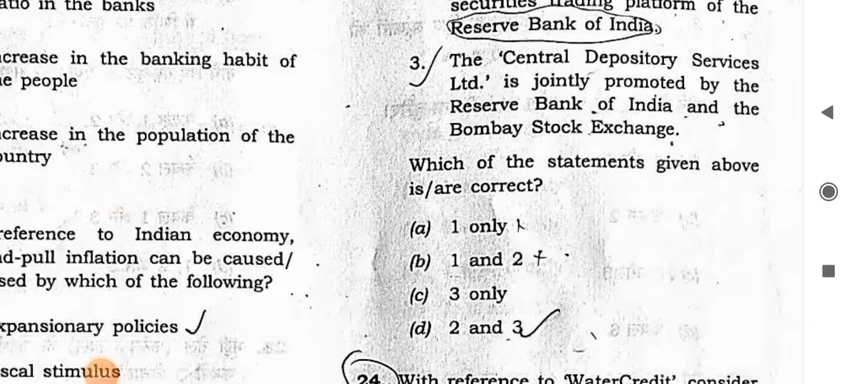 atio in the banks
crease in the banking habit of
e people
crease in the population of the
ountry
eference to Indian economy,
d-pull inflation can be caused/
sed by which of the following?
xpansionary policies
scal stimulus
securities trading platform of the
Reserve Bank of India.
3. The 'Central Depository Services
Ltd.' is jointly promoted by the
Reserve Bank of India and the
Bombay Stock Exchange.
Which of the statements given above
is/are correct?
(a) 1 only
(b) 1 and 2
(c) 3 only
(d) 2 and 3
24. With reference to 'WaterCredit', consider